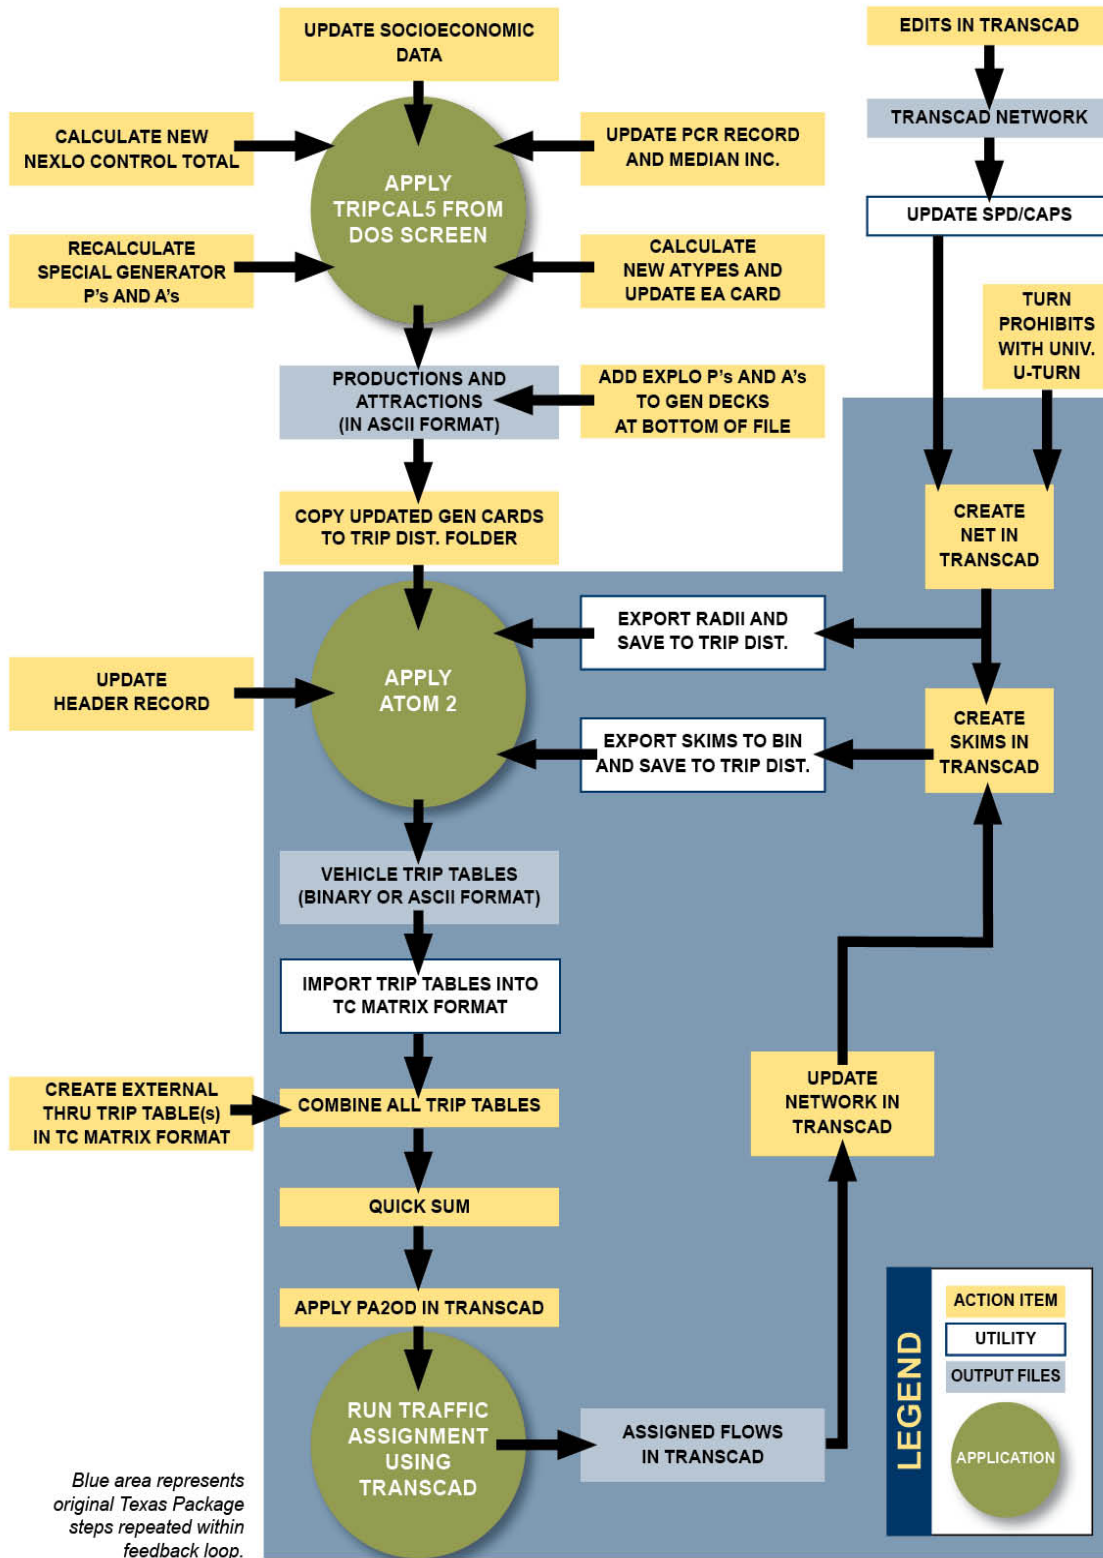 UPDATE SOCIOECONOMIC
DATA
EDITS IN TRANSCAD
TRANSCAD NETWORK
CALCULATE NEW
NEXLO CONTROL TOTAL
UPDATE PCR RECORD
AND MEDIAN INC.
APPLY
TRIPCAL5 FROM
DOS SCREEN
UPDATE SPD/CAPS
RECALCULATE
SPECIAL GENERATOR
P's AND A's
CALCULATE
NEW ATYPES AND
UPDATE EA CARD
TURN
PROHIBITS
WITH UNIV.
U-TURN
PRODUCTIONS AND
ATTRACTIONS
(IN ASCII FORMAT)
ADD EXPLO P's AND A's
TO GEN DECKS
AT BOTTOM OF FILE
COPY UPDATED GEN CARDS
TO TRIP DIST. FOLDER
CREATE
NET IN
TRANSCAD
EXPORT RADII AND
SAVE TO TRIP DIST.
UPDATE
HEADER RECORD
APPLY
ATOM 2
EXPORT SKIMS TO BIN
AND SAVE TO TRIP DIST.
CREATE
SKIMS IN
TRANSCAD
VEHICLE TRIP TABLES
(BINARY OR ASCII FORMAT)
IMPORT TRIP TABLES INTO
TC MATRIX FORMAT
CREATE EXTERNAL
THRU TRIP TABLE(s)
IN TC MATRIX FORMAT
COMBINE ALL TRIP TABLES
UPDATE
NETWORK IN
TRANSCAD
QUICK SUM
APPLY PA2OD IN TRANSCAD
RUN TRAFFIC
ASSIGNMENT
USING
TRANSCAD
ASSIGNED FLOWS
IN TRANSCAD
LEGEND
ACTION ITEM
UTILITY
OUTPUT FILES
APPLICATION
Blue area represents
original Texas Package
steps repeated within
feedback loop.